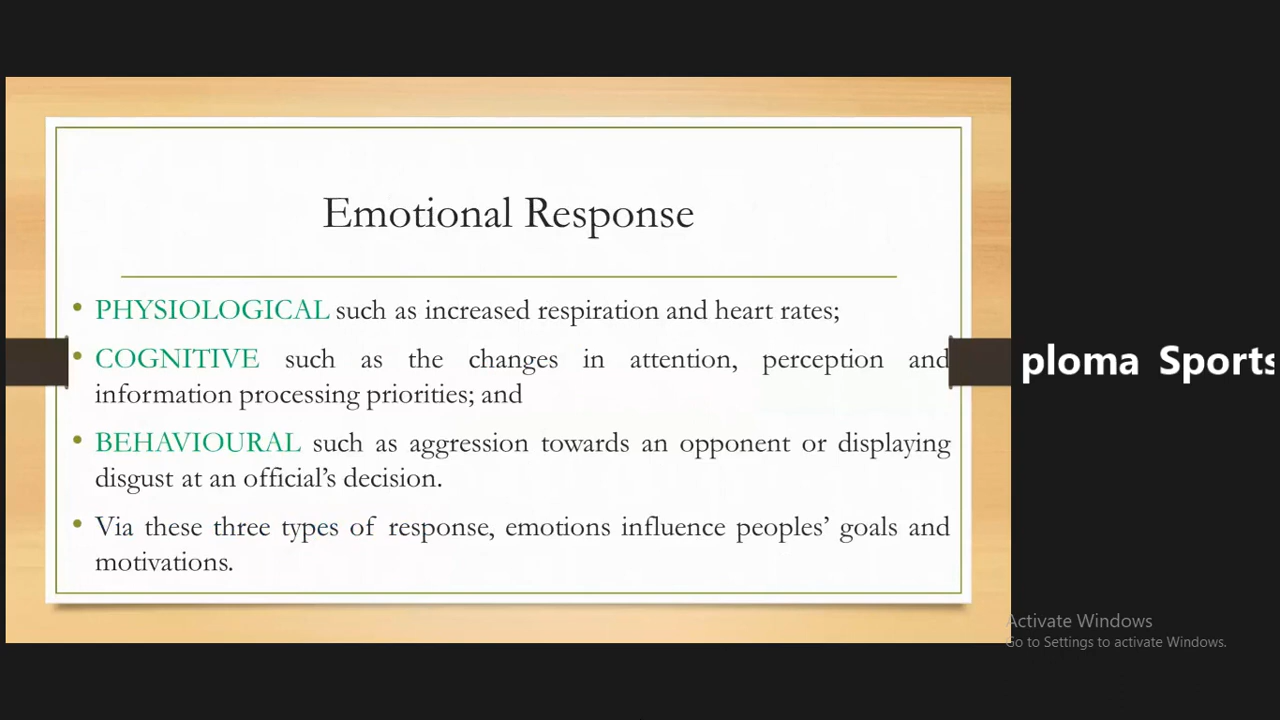 Emotional Response
• PHYSIOLOGICAL such as increased respiration and heart rates;
• COGNITIVE such as the changes in attention, perception and
information processing priorities; and
• BEHAVIOURAL such as aggression towards an opponent or displaying
disgust at an official’s decision.
• Via these three types of response, emotions influence peoples’ goals and
motivations.
ploma Sports
Activate Windows
Go to Settings to activate Windows.